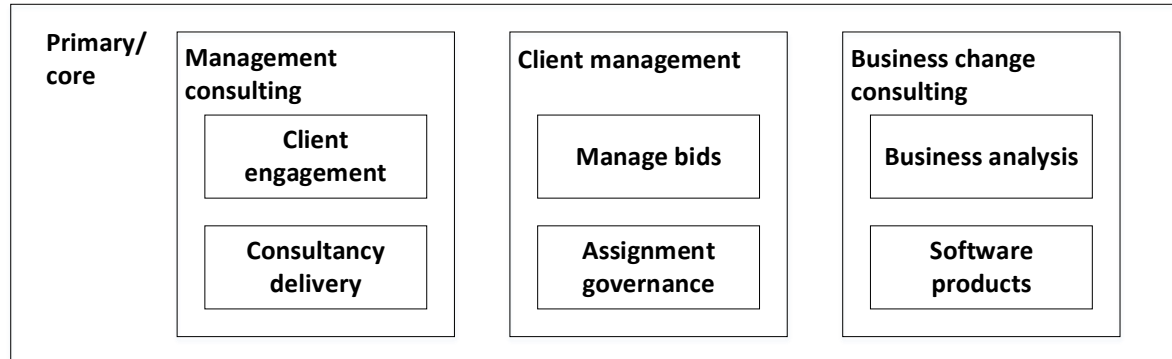 Primary/
core
Management
consulting
Client
engagement
Consultancy
delivery
Client management
Manage bids
Assignment
governance
Business change
consulting
Business analysis
Software
products